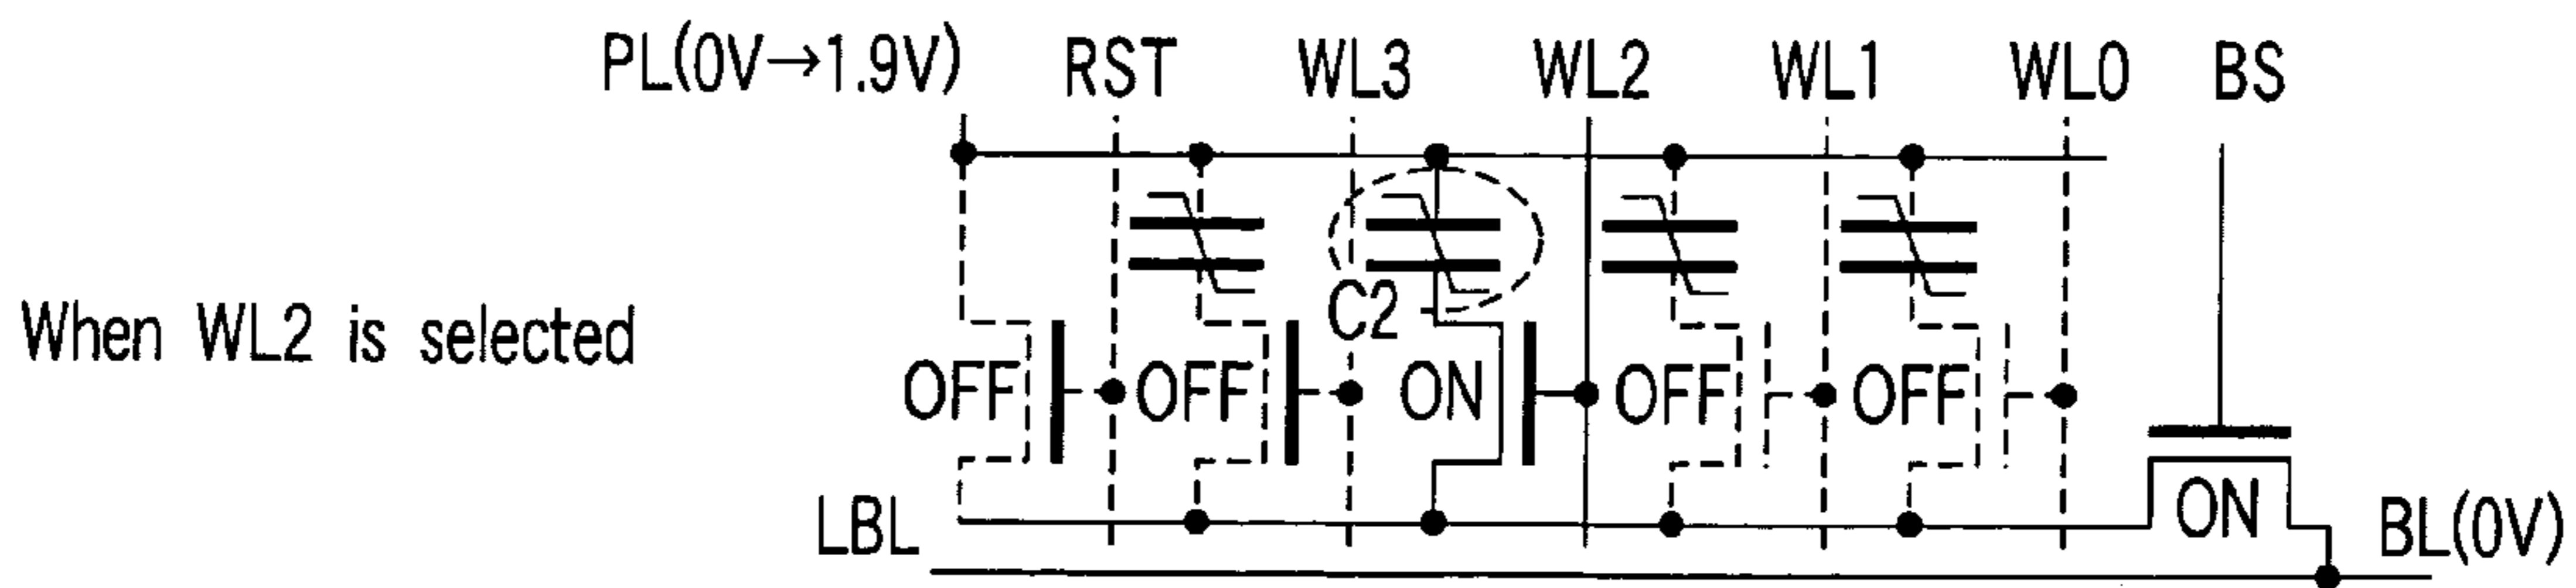 PL(0V→1.9V) RST WL3 WL2 WL1 WL0 BS
When WL2 is selected
C2
OFF OFF ON OFF OFF
LBL ON BL(0V)